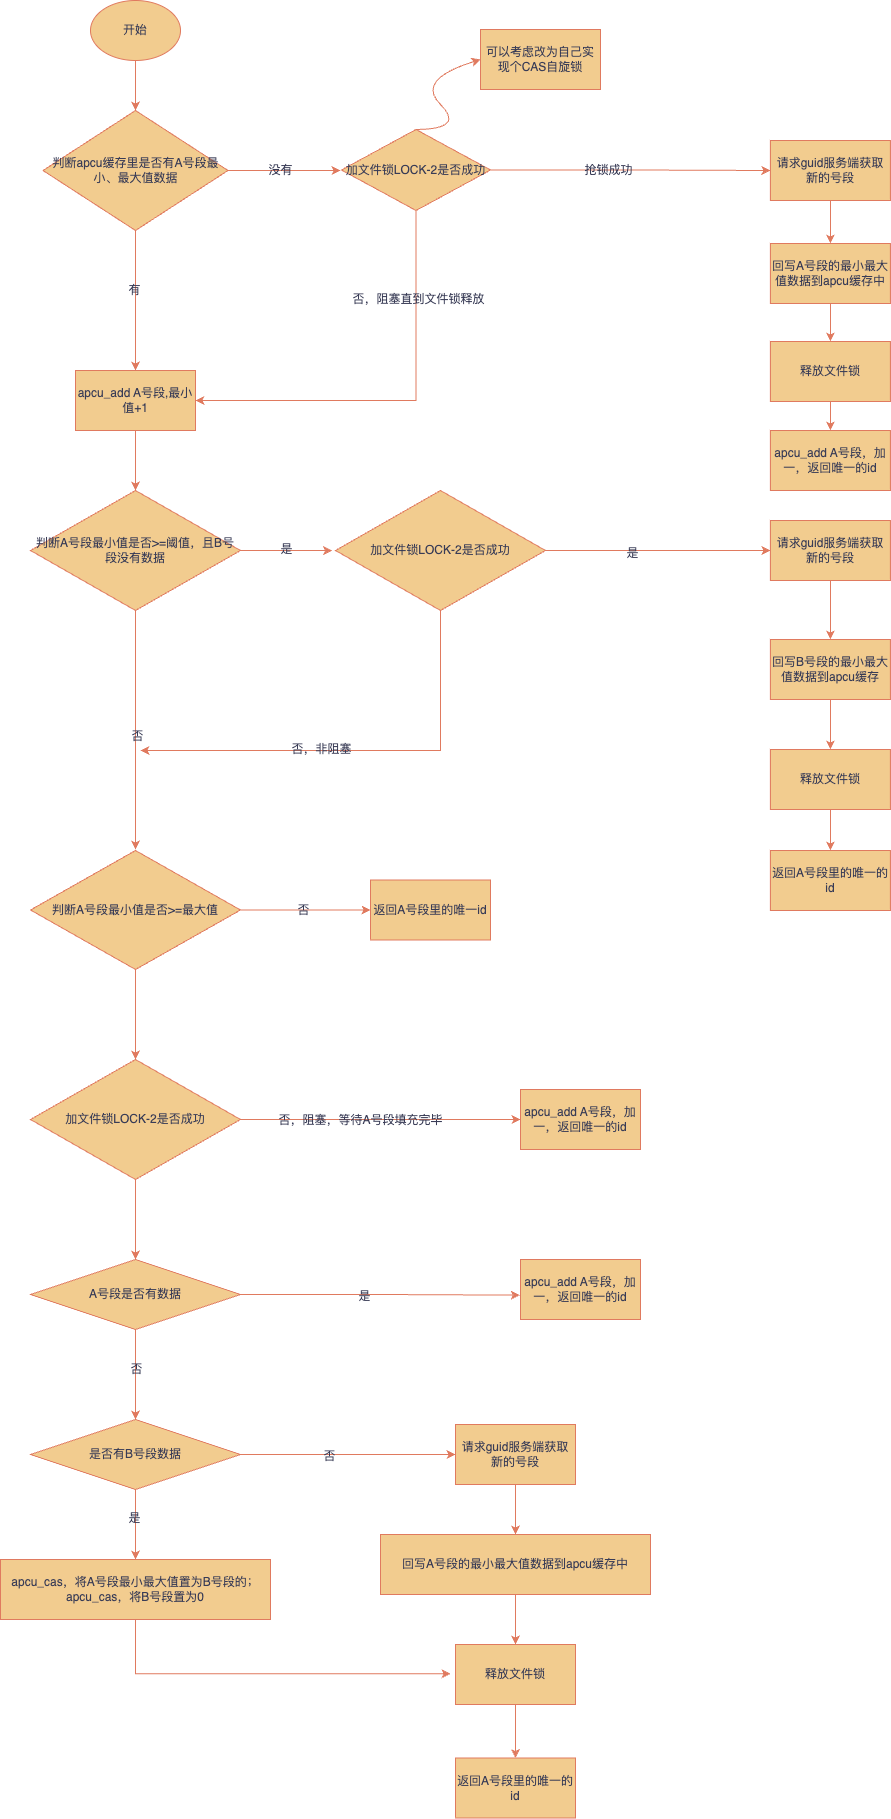 开始
可以考虑改为自己实
现个CAS自旋锁
判断apcu缓存里是否有A号段最
小、最大值数据
没有
加文件锁LOCK-2是否成功
抢锁成功
请求guid服务端获取
新的号段
回写A号段的最小最大
值数据到apcu缓存中
有
否，阻塞直到文件锁释放
释放文件锁
apcu_add A号段,最小
值+1
apcu_add A号段，加
一，返回唯一的id
判断A号段最小值是否>=阈值，且B号
段没有数据
是
加文件锁LOCK-2是否成功
是
请求guid服务端获取
新的号段
回写B号段的最小最大
值数据到apcu缓存
否
否，非阻塞
释放文件锁
返回A号段里的唯一的
id
判断A号段最小值是否>=最大值
否
返回A号段里的唯一id
加文件锁LOCK-2是否成功
否，阻塞，等待A号段填充完毕
apcu_add A号段，加
一，返回唯一的id
A号段是否有数据
是
apcu_add A号段，加
一，返回唯一的id
否
是否有B号段数据
否
请求guid服务端获取
新的号段
是
回写A号段的最小最大值数据到apcu缓存中
apcu_cas，将A号段最小最大值置为B号段的；
apcu_cas，将B号段置为0
释放文件锁
返回A号段里的唯一的
id